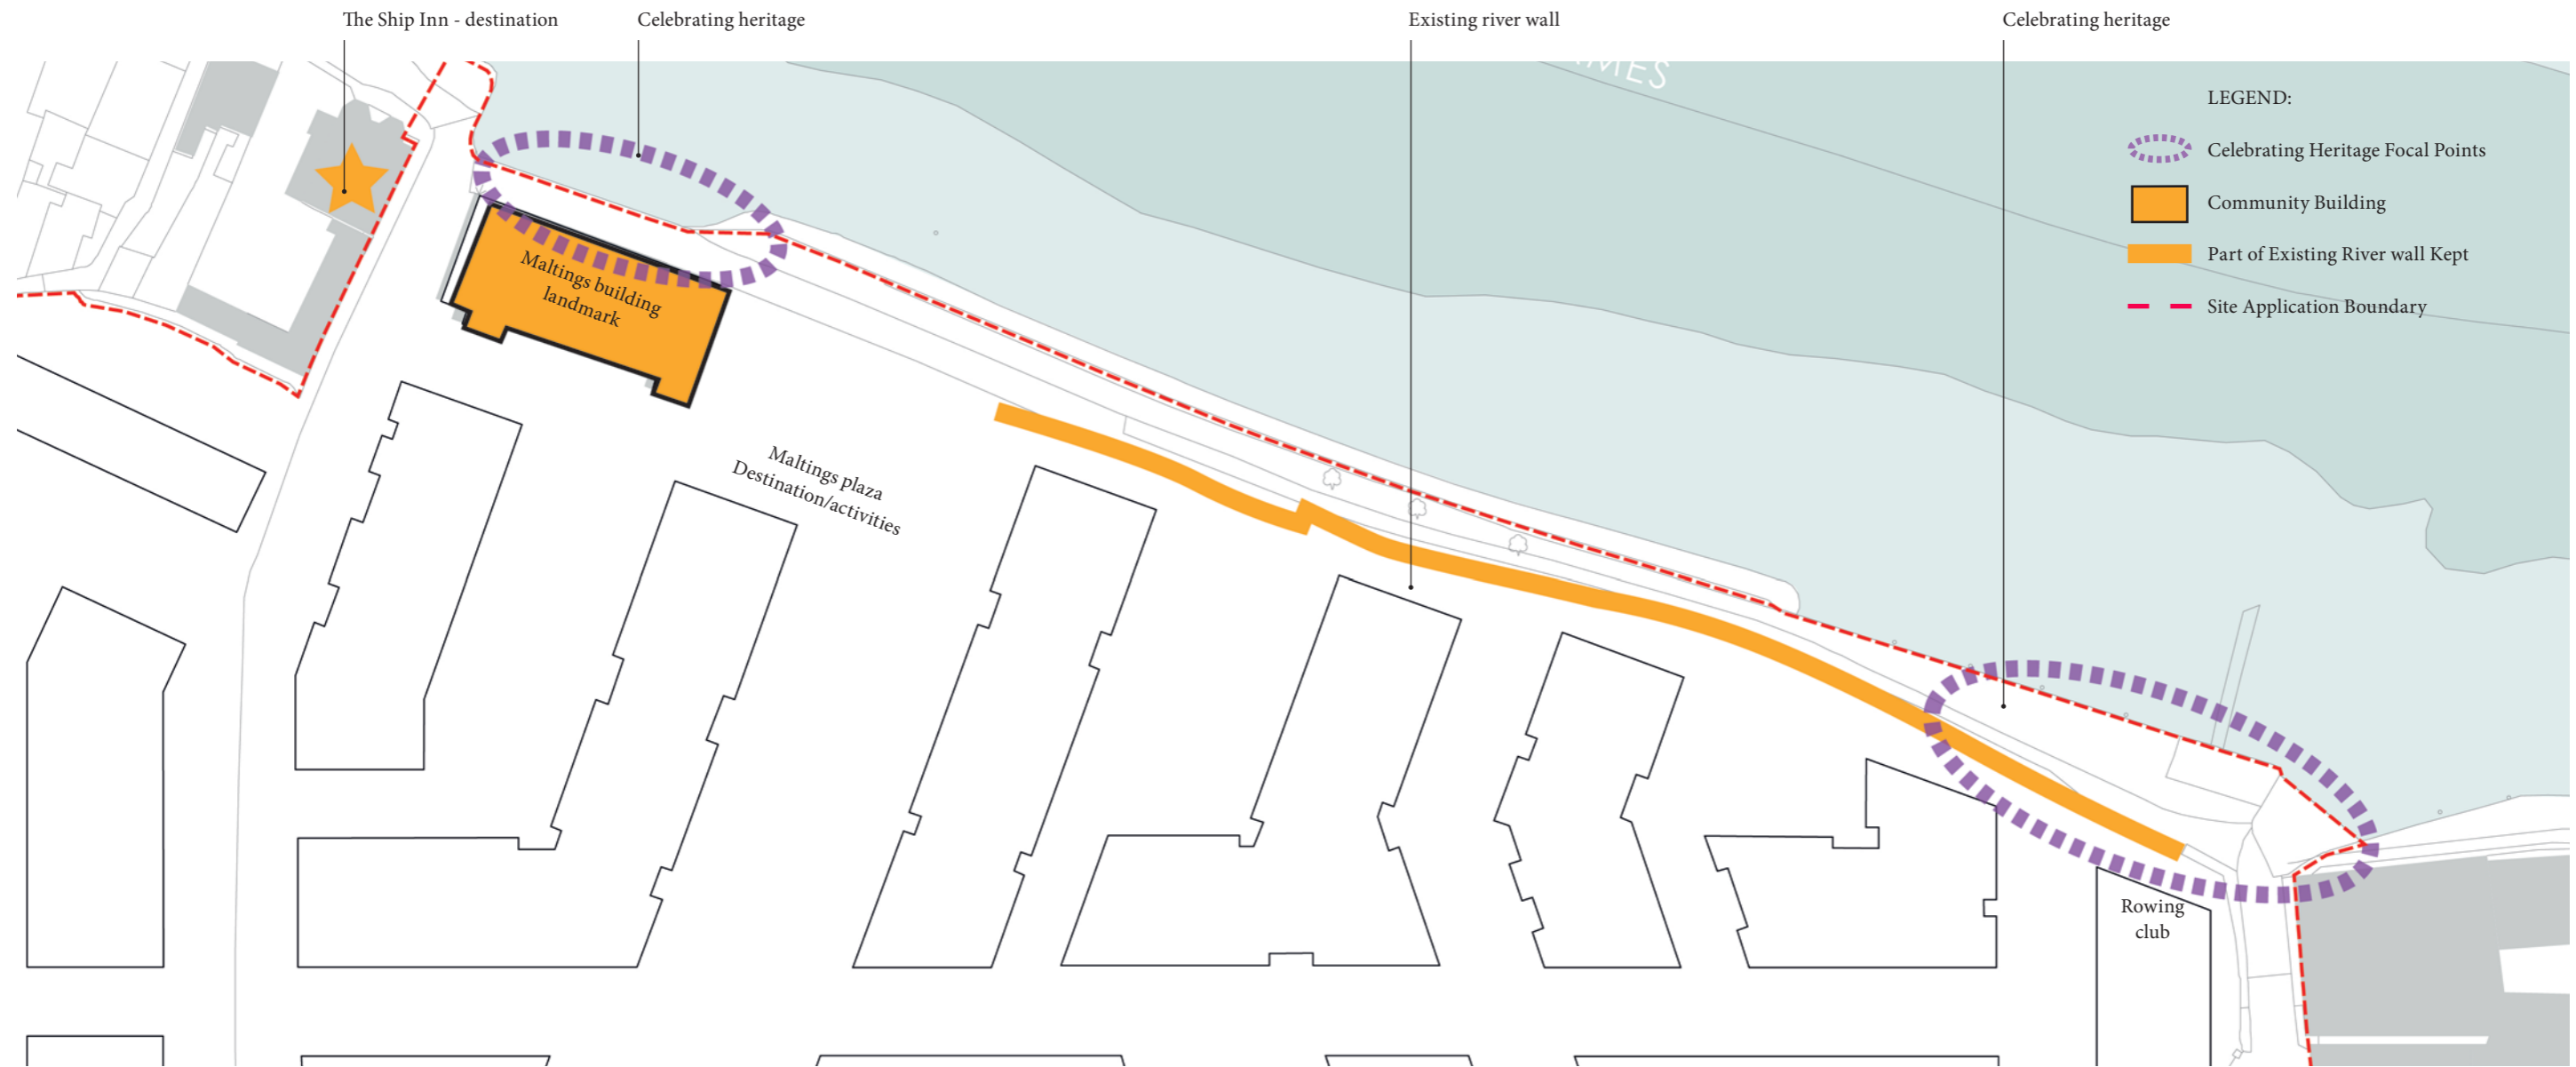 The Ship Inn - destination
Celebrating heritage
Existing river wall
Celebrating heritage
LEGEND:
Celebrating Heritage Focal Points
Community Building
Part of Existing River wall Kept
Site Application Boundary
Maltings building
landmark
Maltings plaza
Destination/activities
Rowing
club